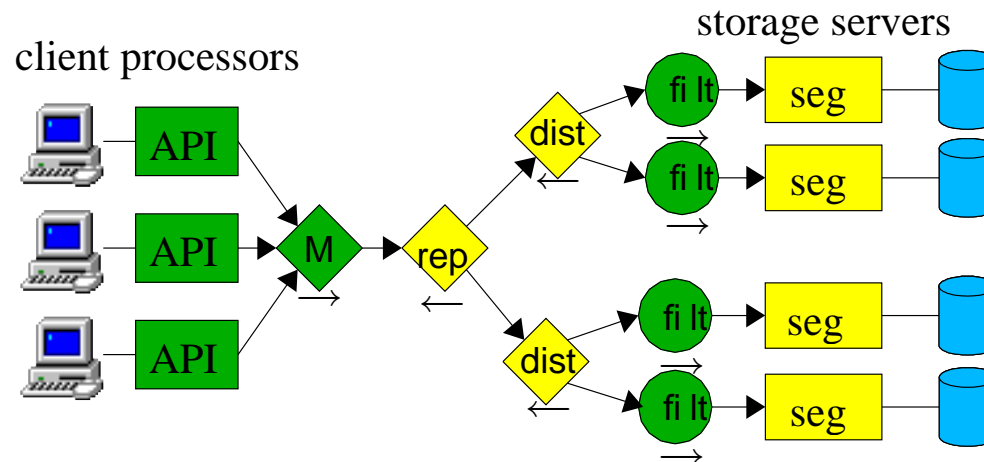 storage servers
client processors
API
API
API
M
rep
dist
dist
fi lt
fi lt
fi lt
fi lt
seg
seg
seg
seg